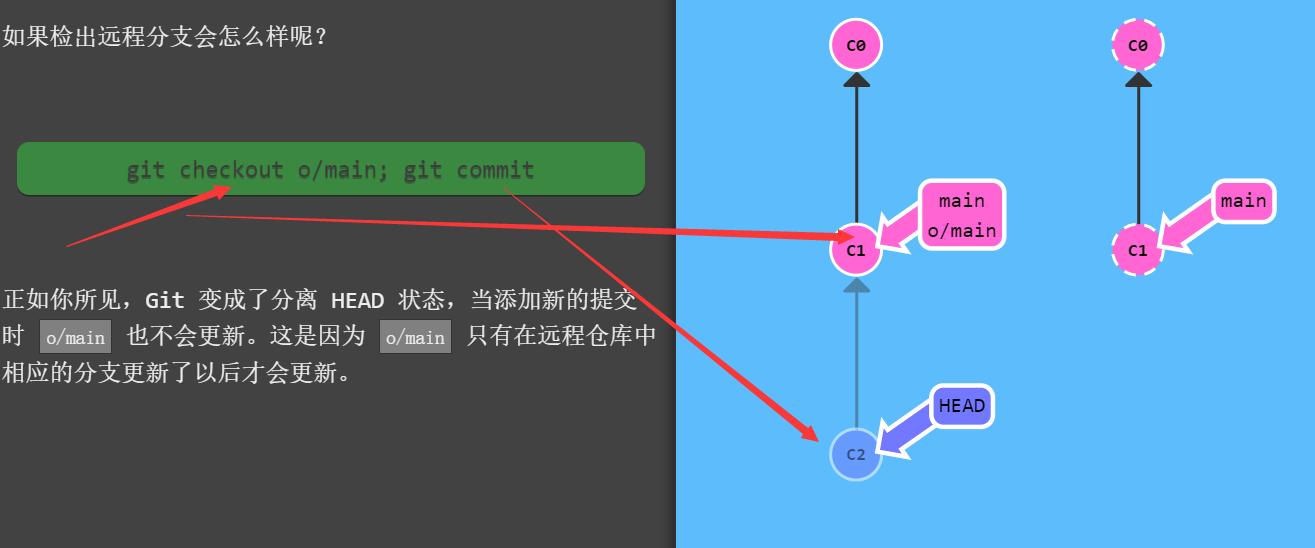 如果检出远程分支会怎么样呢？
git checkout o/main; git commit
正如你所见，Git 变成了分离 HEAD 状态，当添加新的提交
时 o/main 也不会更新。这是因为 o/main 只有在远程仓库中
相应的分支更新了以后才会更新。
C0
main
o/main
C1
HEAD
C2
C0
main
C1